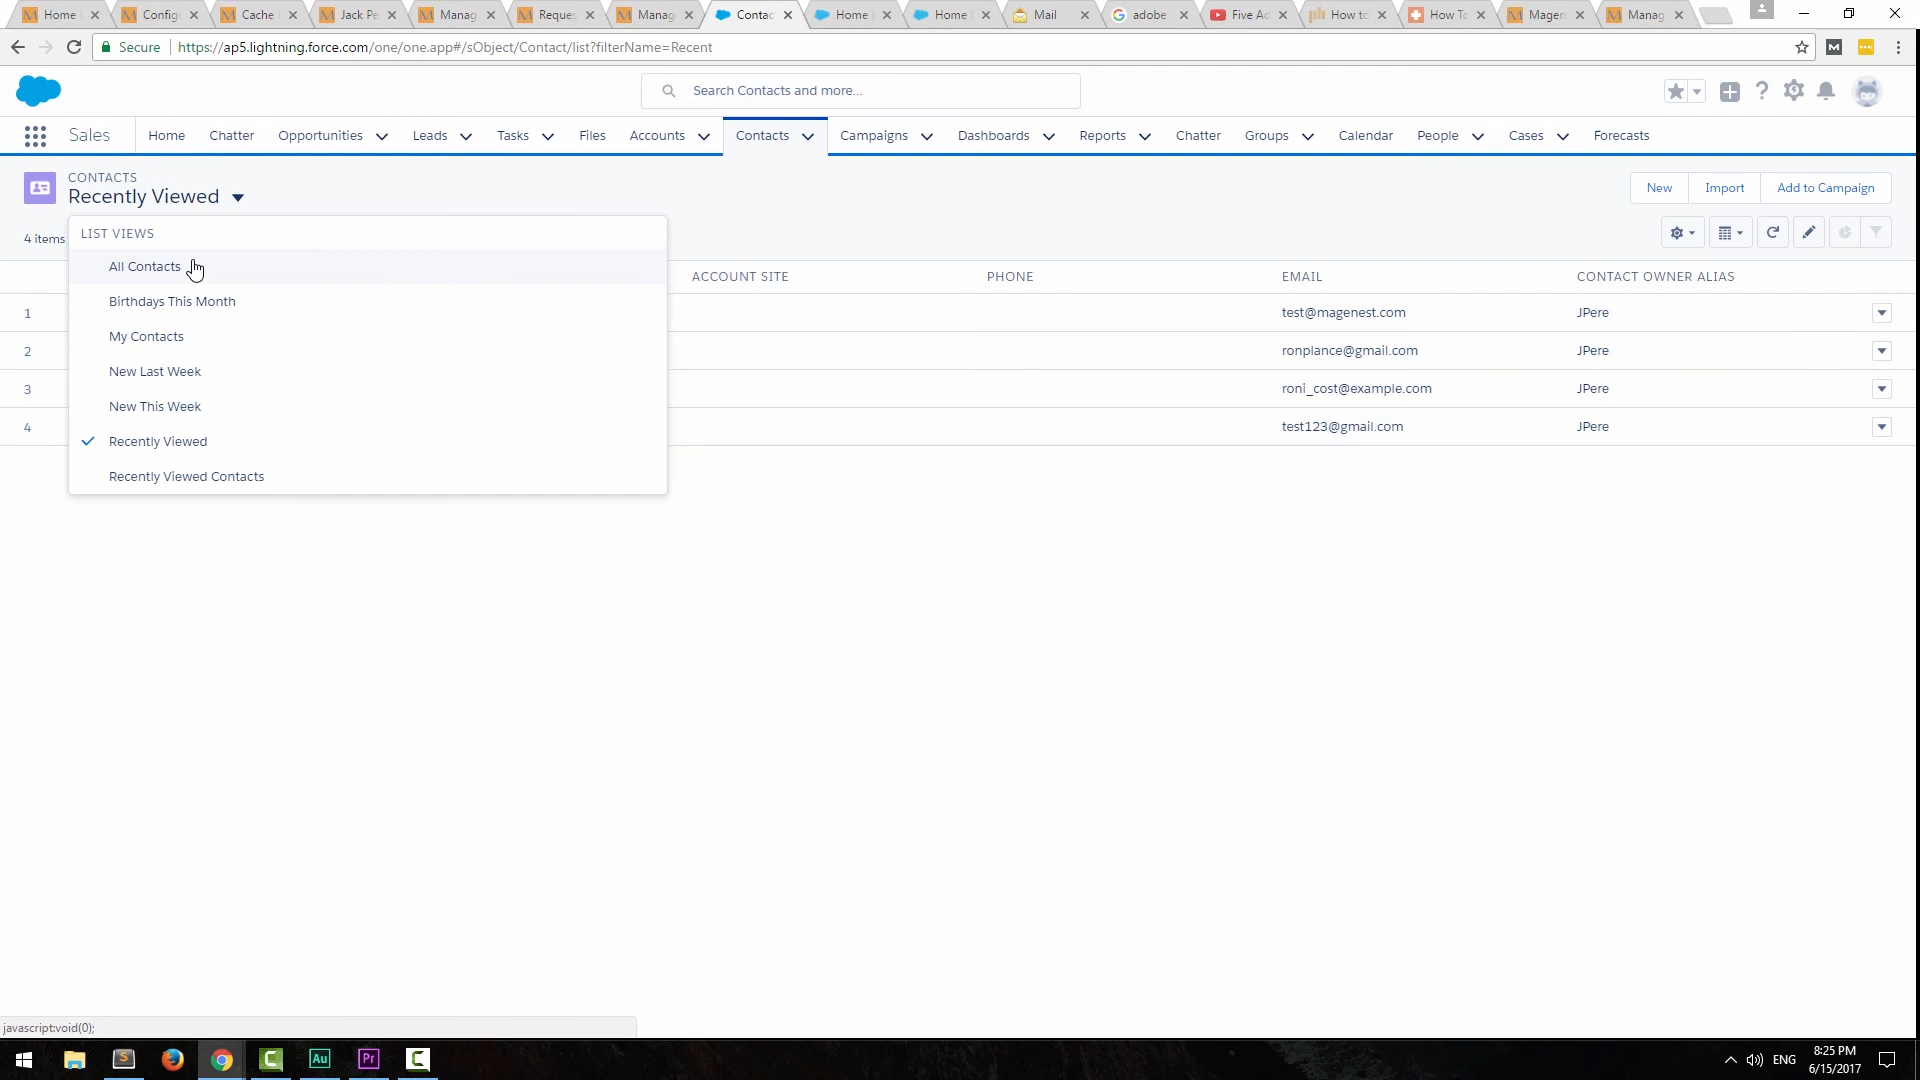 Home
Config
Cache
Jack Pe
Manag
Reques
Manag
Contac
Home
Home
Mail
adobe
Five Ad
How to
How To
Magen
Manag
Secure
https://ap5.lightning.force.com/one/one.app#/sObject/Contact/list?filterName=Recent
Search Contacts and more...
Sales
Home
Chatter
Opportunities
Leads
Tasks
Files
Accounts
Contacts
Campaigns
Dashboards
Reports
Chatter
Groups
Calendar
People
Cases
Forecasts
CONTACTS
Recently Viewed
New
Import
Add to Campaign
4 items
LIST VIEWS
All Contacts
Birthdays This Month
My Contacts
New Last Week
New This Week
Recently Viewed
Recently Viewed Contacts
ACCOUNT SITE
PHONE
EMAIL
CONTACT OWNER ALIAS
1
test@magenest.com
JPere
2
ronplance@gmail.com
JPere
3
roni_cost@example.com
JPere
4
test123@gmail.com
JPere
javascript:void(0);
S
Au
Pr
ENG
8:25 PM
6/15/2017